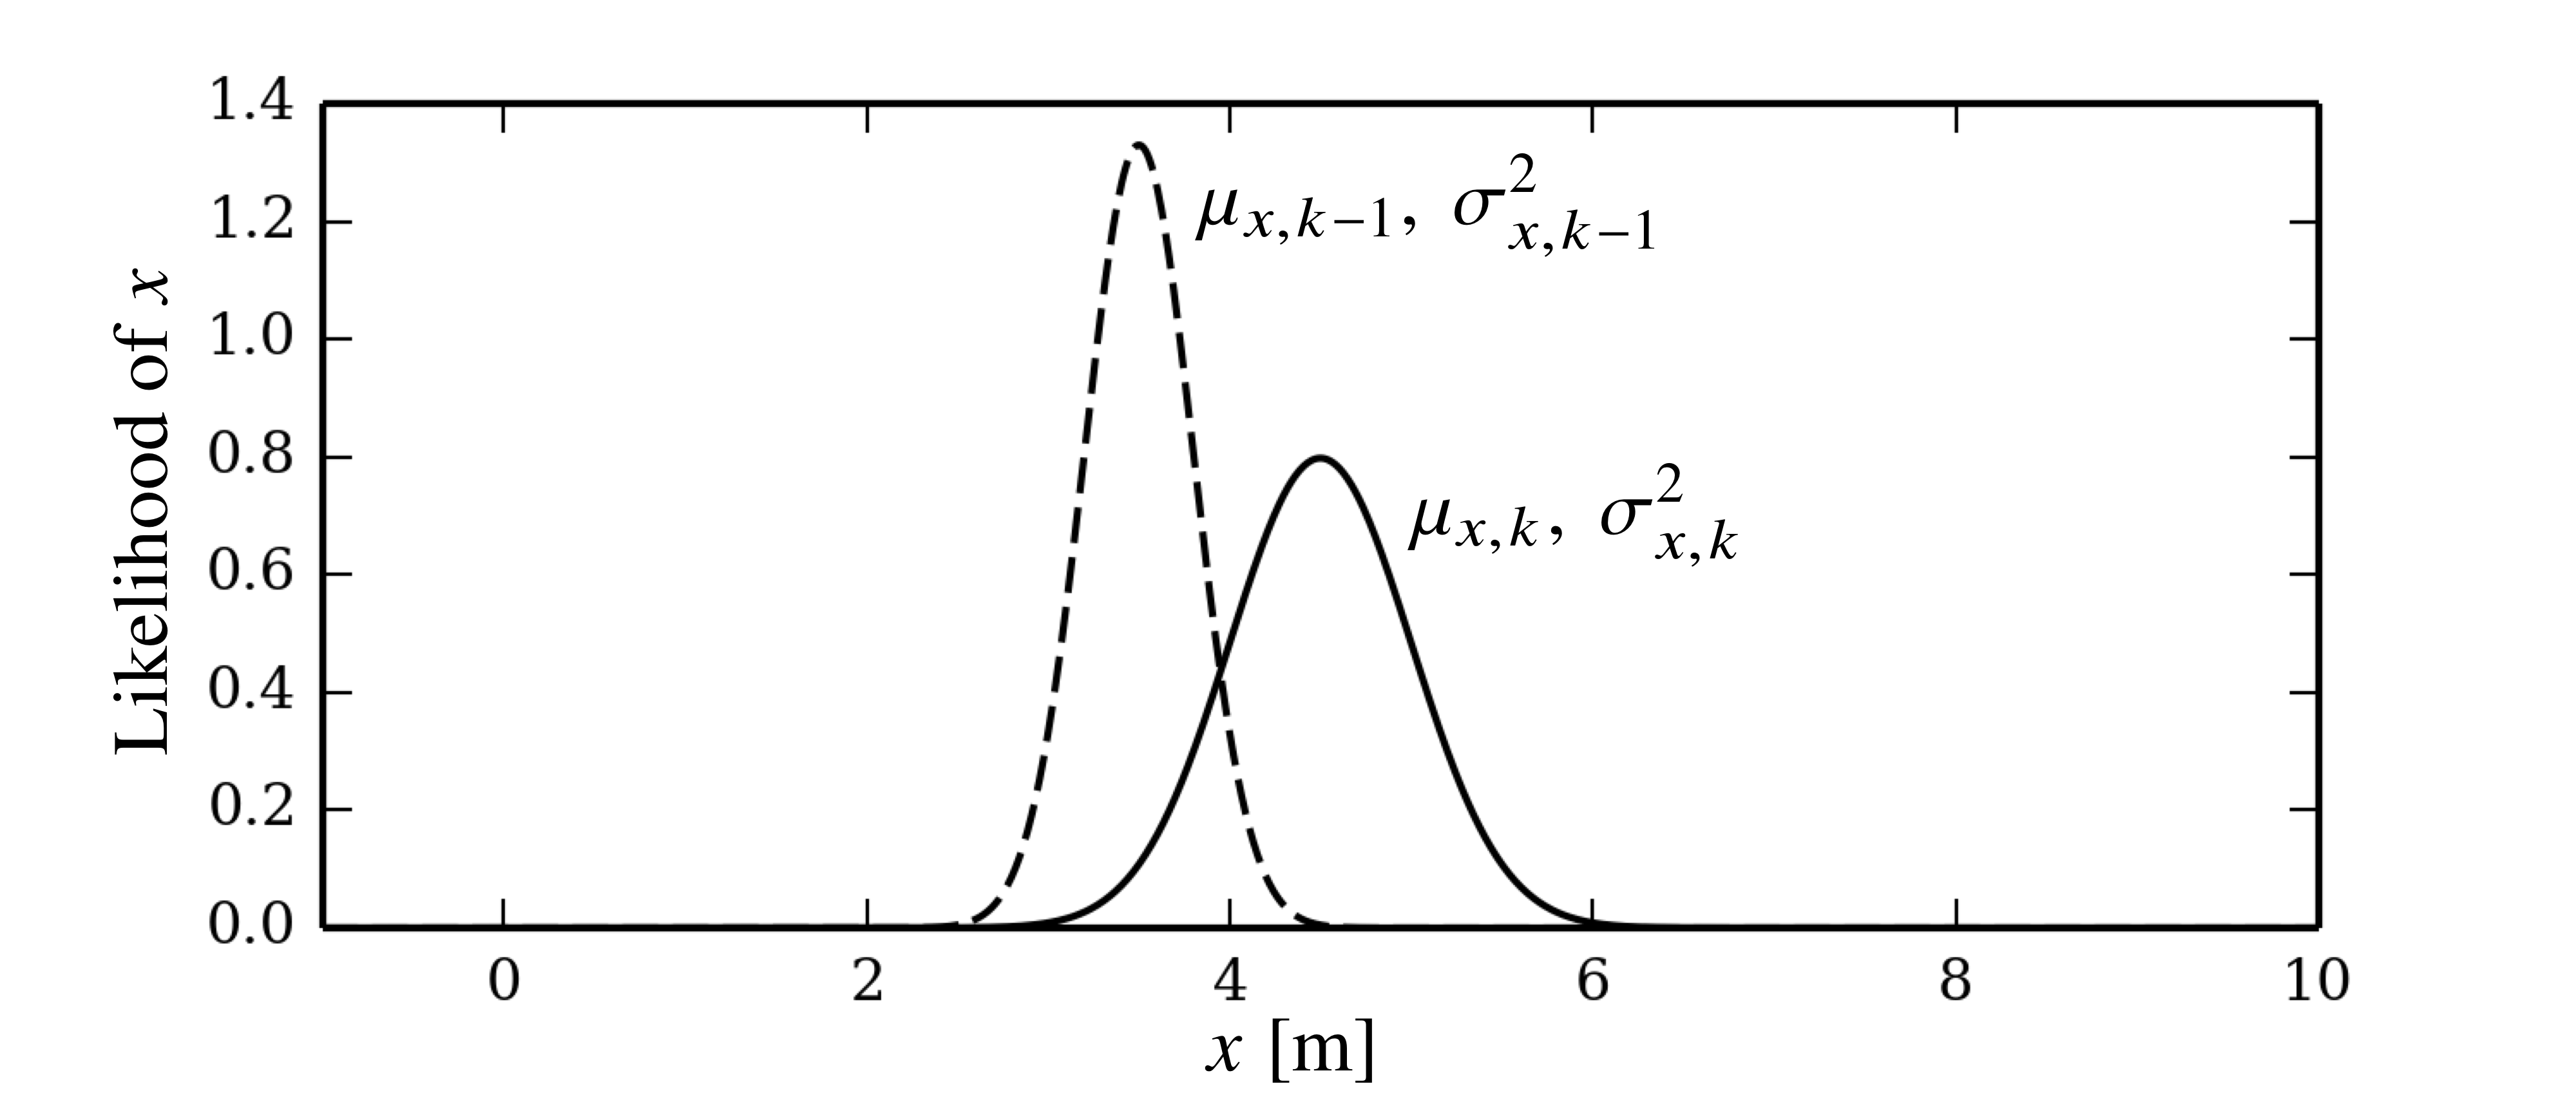 1.4
1.2
1.0
0.8
0.6
0.4
0.2
0.0
Likelihood of x
μx,k−1, σ²x,k−1
μx,k, σ²x,k
0 2 4 6 8 10
x [m]